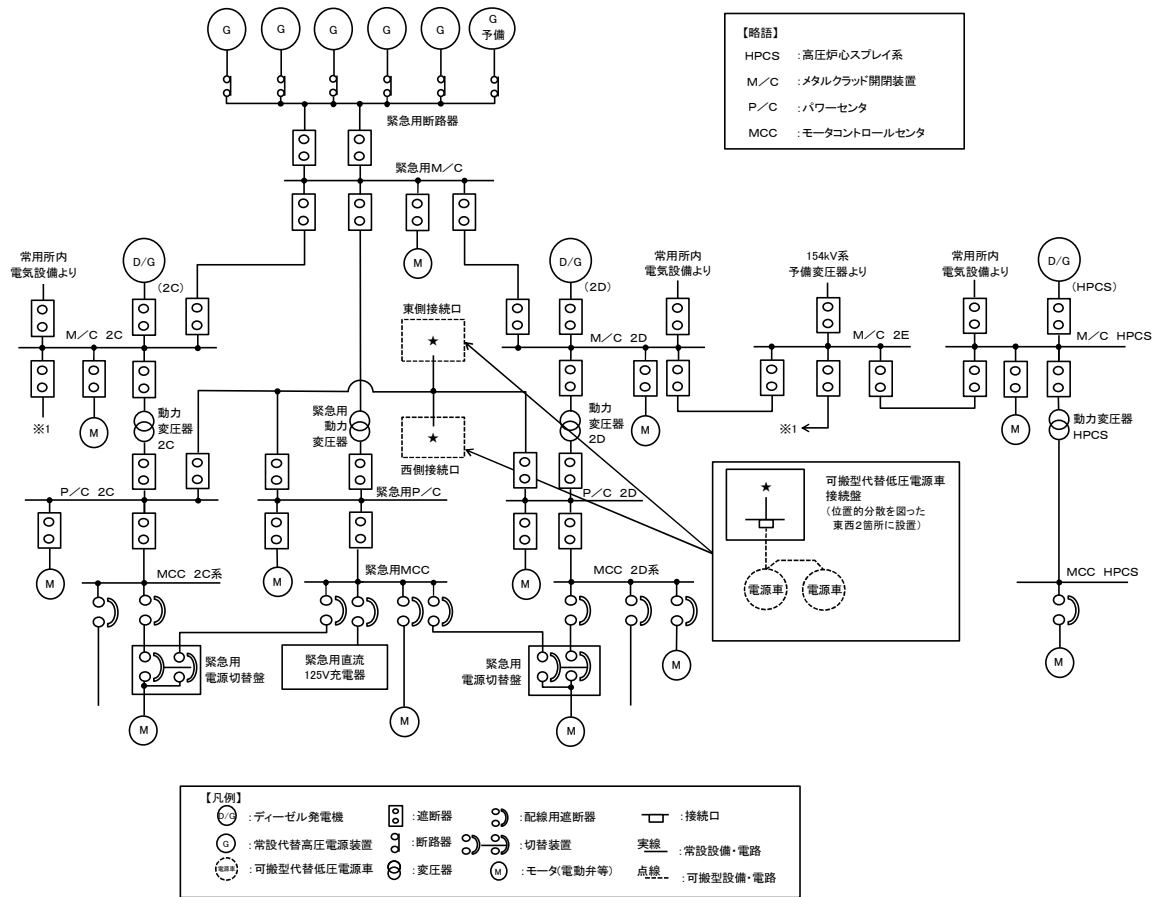 G
G
G
G
G
G
予備
緊急用断路器
【略語】
HPCS :高圧炉心スプレイ系
M/C :メタルクラッド開閉装置
P/C :パワーセンタ
MCC :モータコントロールセンタ
緊急用M/C
M
常用所内
電気設備より
D/G
(2C)
M/C 2C
D/G
(2D)
常用所内
電気設備より
M/C 2D
154kV系
予備変圧器より
M/C 2E
常用所内
電気設備より
D/G
(HPCS)
M/C HPCS
東側接続口
★
★
西側接続口
※1
M
動力
変圧器
2C
緊急用
動力
変圧器
動力
変圧器
2D
M
※1
M
動力変圧器
HPCS
P/C 2C
緊急用P/C
P/C 2D
M
M
M
★
可搬型代替低圧電源車
接続盤
(位置的分散を図った
東西2箇所に設置)
電源車
電源車
MCC 2C系
緊急用MCC
MCC 2D系
MCC HPCS
緊急用
電源切替盤
緊急用直流
125V充電器
緊急用
電源切替盤
M
M
M
M
M
【凡例】
D/G :ディーゼル発電機
:遮断器
:配線用遮断器
:接続口
G :常設代替高圧電源装置
:断路器
:切替装置
実線 :常設設備・電路
電源車 :可搬型代替低圧電源車
:変圧器
M :モータ(電動弁等)
点線 :可搬型設備・電路